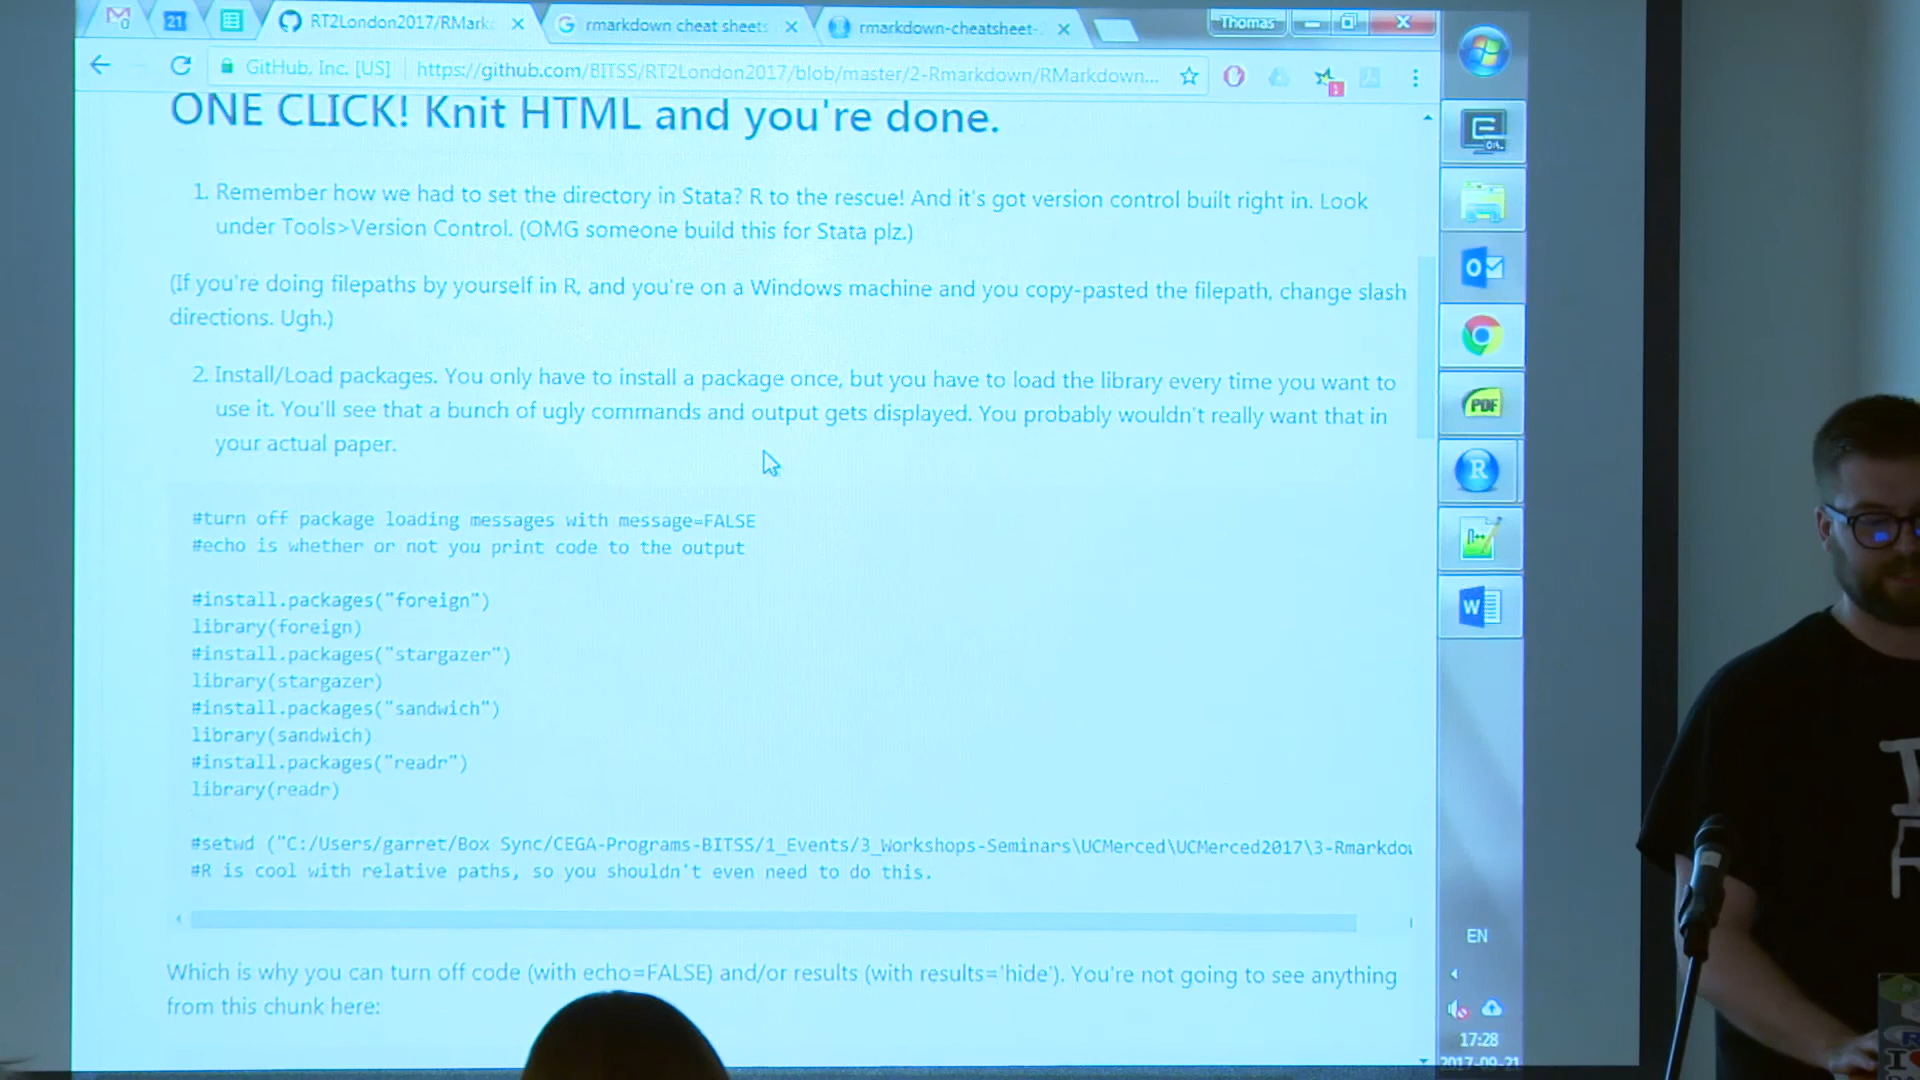 21
RT2London2017/RMark
rmarkdown cheat sheets
rmarkdown-cheatsheet-
Thomas
GitHub, Inc. [US]
https://github.com/BITSS/RT2London2017/blob/master/2-Rmarkdown/RMarkdown...
ONE CLICK! Knit HTML and you're done.
1. Remember how we had to set the directory in Stata? R to the rescue! And it's got version control built right in. Look
under Tools>Version Control. (OMG someone build this for Stata plz.)
(If you're doing filepaths by yourself in R, and you're on a Windows machine and you copy-pasted the filepath, change slash
directions. Ugh.)
2. Install/Load packages. You only have to install a package once, but you have to load the library every time you want to
use it. You'll see that a bunch of ugly commands and output gets displayed. You probably wouldn't really want that in
your actual paper.
#turn off package loading messages with message=FALSE
#echo is whether or not you print code to the output
#install.packages("foreign")
library(foreign)
#install.packages("stargazer")
library(stargazer)
#install.packages("sandwich")
library(sandwich)
#install.packages("readr")
library(readr)
#setwd ("C:/Users/garret/Box Sync/CEGA-Programs-BITSS/1_Events/3_Workshops-Seminars\UCMerced\UCMerced2017\3-Rmarkdow
#R is cool with relative paths, so you shouldn't even need to do this.
Which is why you can turn off code (with echo=FALSE) and/or results (with results='hide'). You're not going to see anything
from this chunk here:
PDF
R
W
EN
17:28
2017-09-21